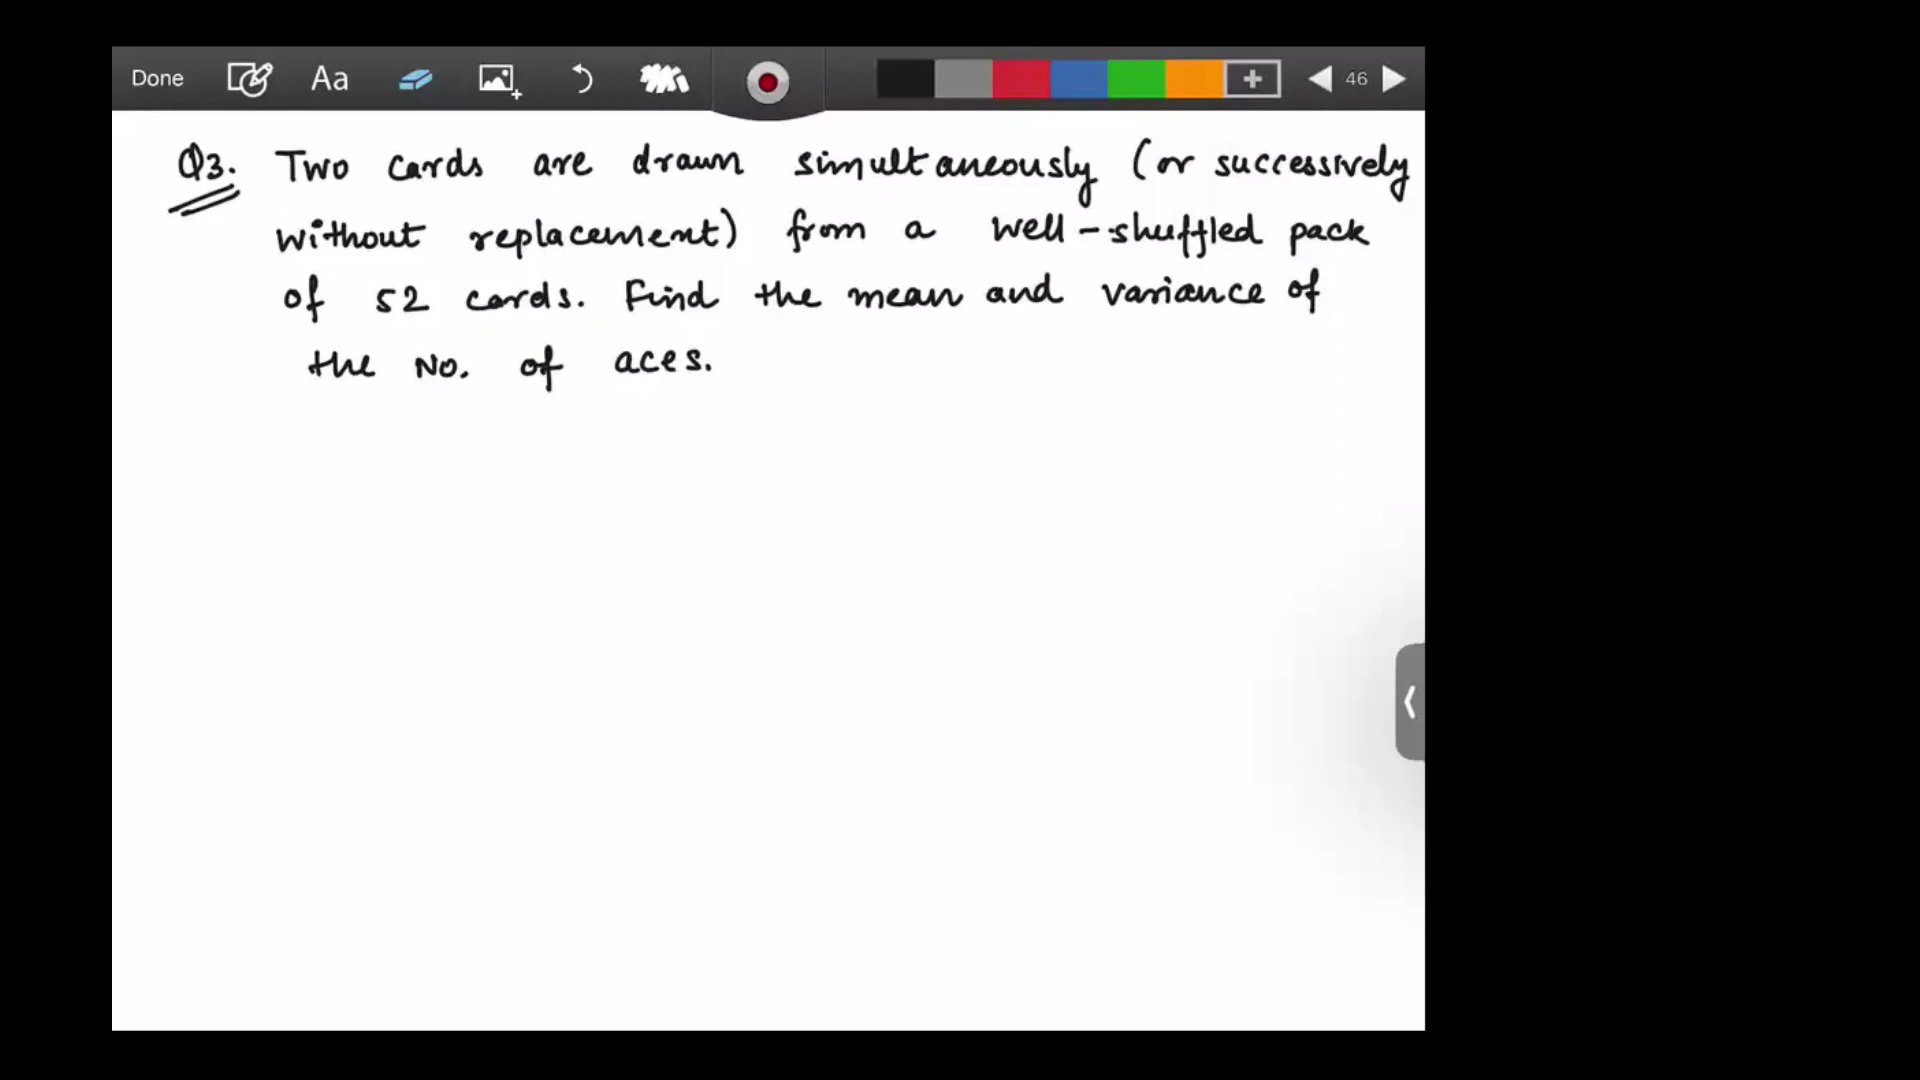 Done Aa 46
Q3. Two cards are drawn simultaneously (or successively
without replacement) from a well-shuffled pack
of 52 cards. Find the mean and variance of
the No. of aces.